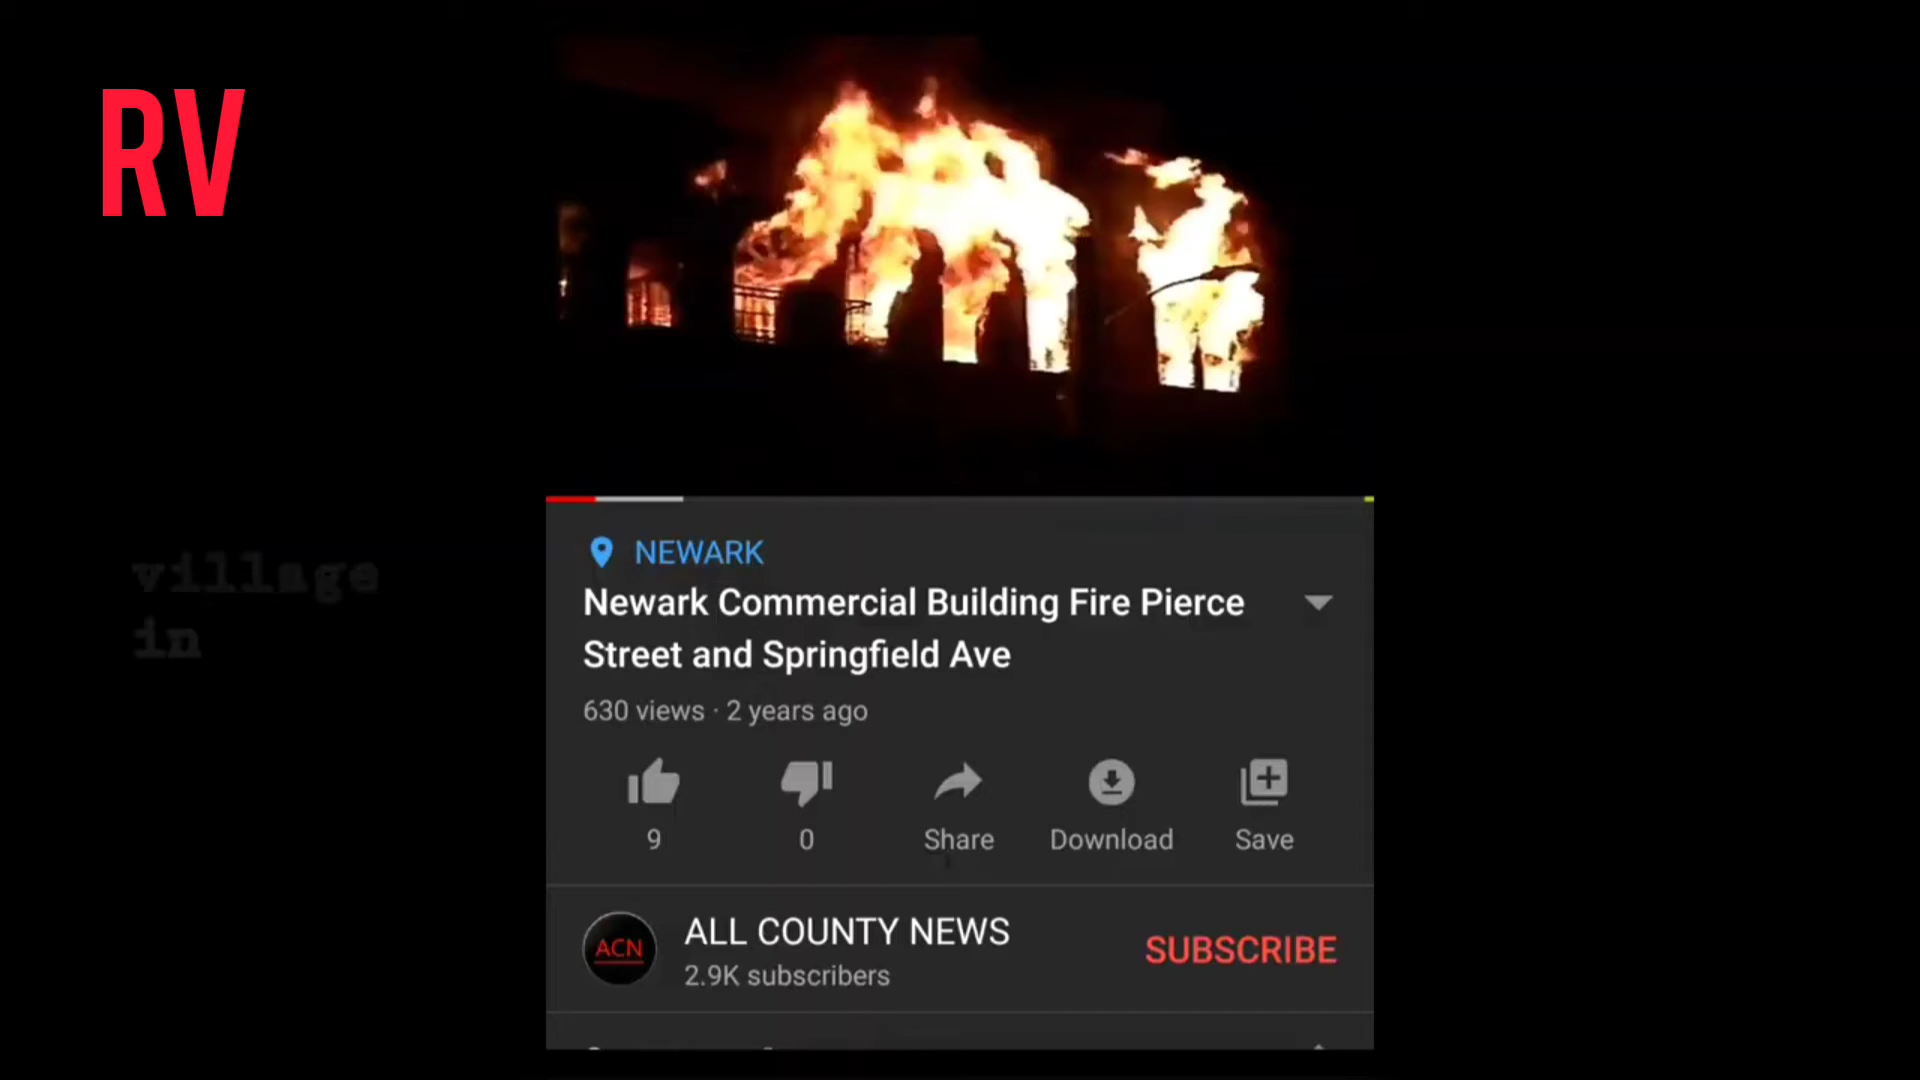 RV
village
in
NEWARK
Newark Commercial Building Fire Pierce
Street and Springfield Ave
630 views · 2 years ago
9
0
Share
Download
Save
ACN
ALL COUNTY NEWS
2.9K subscribers
SUBSCRIBE